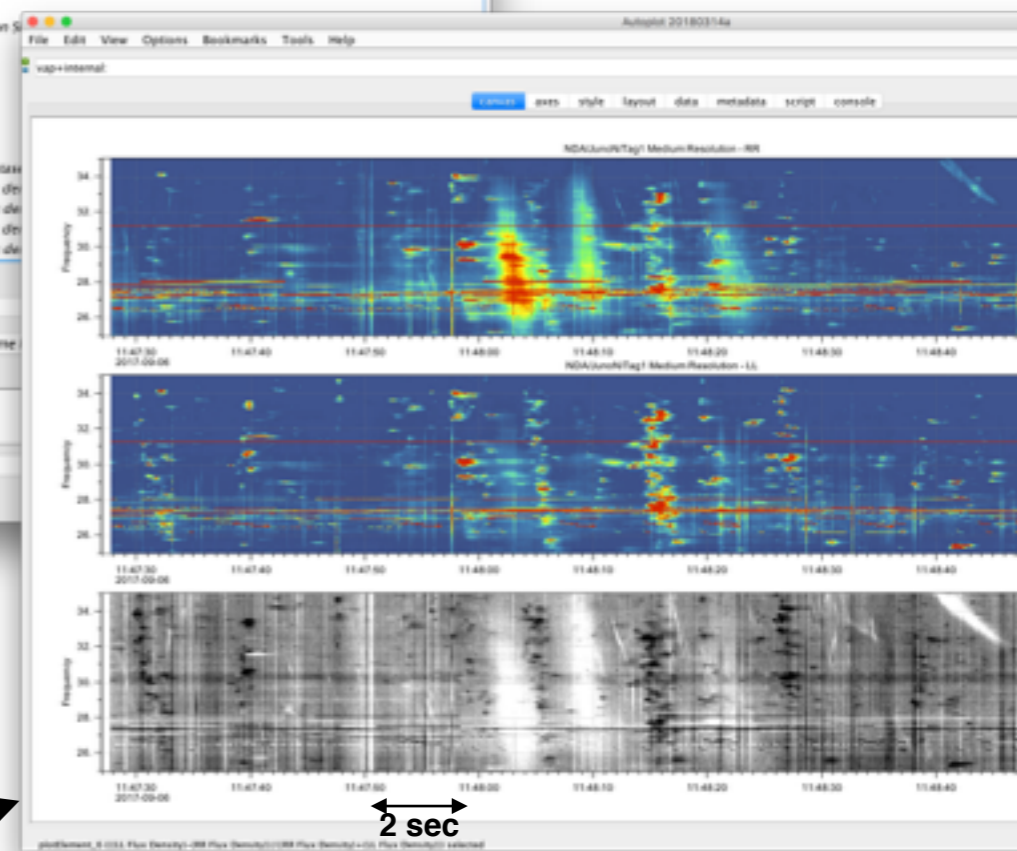 Autoplot 20180314a
File Edit View Options Bookmarks Tools Help
vap+internal:
canvas axes style layout data metadata script console
NDA/JunoN/Tag1 Medium Resolution - RR
Frequency
34
32
30
28
26
11:47:30 11:47:40 11:47:50 11:48:00 11:48:10 11:48:20 11:48:30 11:48:40
2017-09-06
NDA/JunoN/Tag1 Medium Resolution - LL
Frequency
34
32
30
28
26
11:47:30 11:47:40 11:47:50 11:48:00 11:48:10 11:48:20 11:48:30 11:48:40
2017-09-06
Frequency
34
32
30
28
26
11:47:30 11:47:40 11:47:50 11:48:00 11:48:10 11:48:20 11:48:30 11:48:40
2017-09-06
2 sec